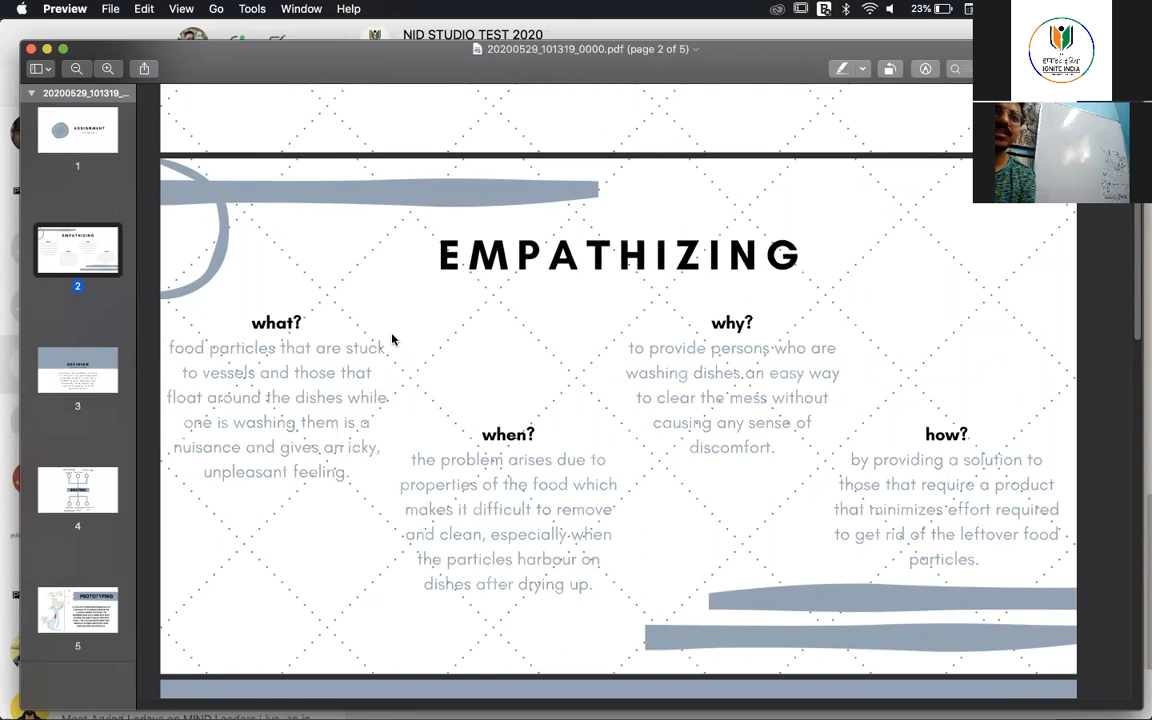 Preview File Edit View Go Tools Window Help
23%
NID STUDIO TEST 2020
20200529_101319_0000.pdf (page 2 of 5)
20200529_101319_...
ASSIGNMENT
1
2
3
4
PROTOTYPING
5
EMPATHIZING
what?
food particles that are stuck
to vessels and those that
float around the dishes while
one is washing them is a
nuisance and gives an icky,
unpleasant feeling.
when?
the problem arises due to
properties of the food which
makes it difficult to remove
and clean, especially when
the particles harbour on
dishes after drying up.
why?
to provide persons who are
washing dishes an easy way
to clear the mess without
causing any sense of
discomfort.
how?
by providing a solution to
those that require a product
that minimizes effort required
to get rid of the leftover food
particles.
IGNITE INDIA